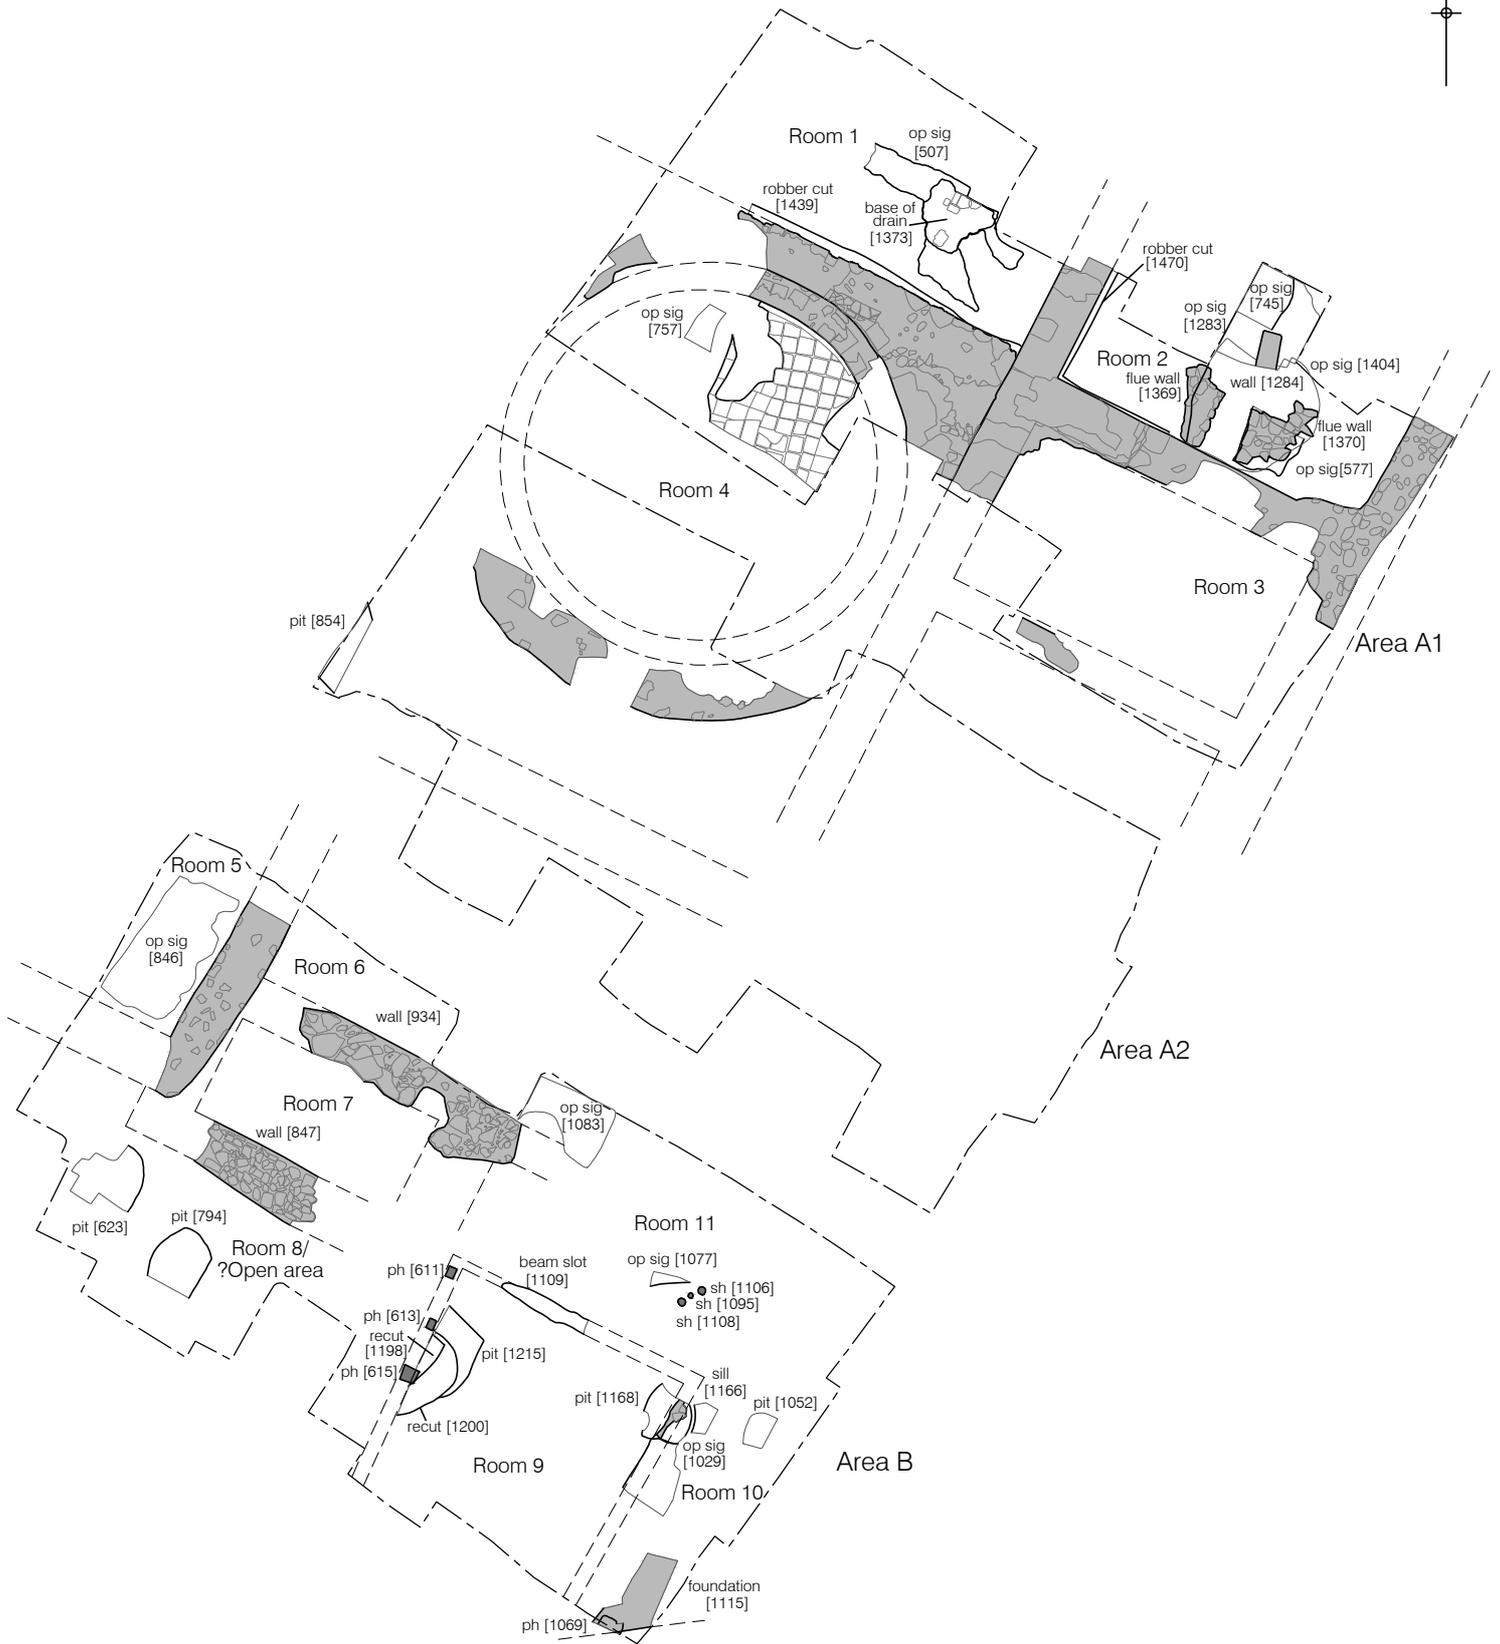 Room 1
op sig
[507]
robber cut
[1439]
base of
drain
[1373]
robber cut
[1470]
op sig
[745]
op sig
[1283]
op sig
[757]
Room 2
op sig [1404]
flue wall
[1369]
wall [1284]
flue wall
[1370]
op sig[577]
Room 4
Room 3
pit [854]
Area A1
Room 5
op sig
[846]
Room 6
wall [934]
Area A2
Room 7
op sig
[1083]
wall [847]
pit [623]
pit [794]
Room 8/
?Open area
Room 11
ph [611]
beam slot
[1109]
op sig [1077]
sh [1106]
sh [1095]
sh [1108]
ph [613]
recut
[1198]
pit [1215]
ph [615]
sill
[1166]
pit [1168]
pit [1052]
recut [1200]
op sig
[1029]
Room 9
Area B
Room 10
foundation
[1115]
ph [1069]